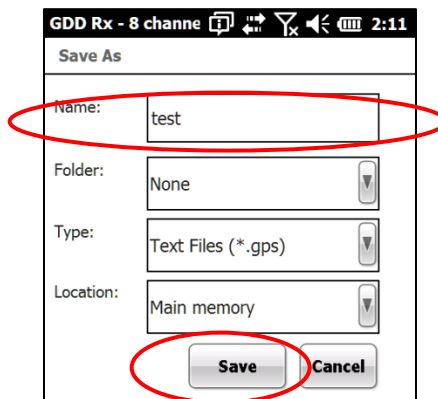 GDD Rx - 8 channe 2:11
Save As
Name: test
Folder: None
Type: Text Files (*.gps)
Location: Main memory
Save Cancel